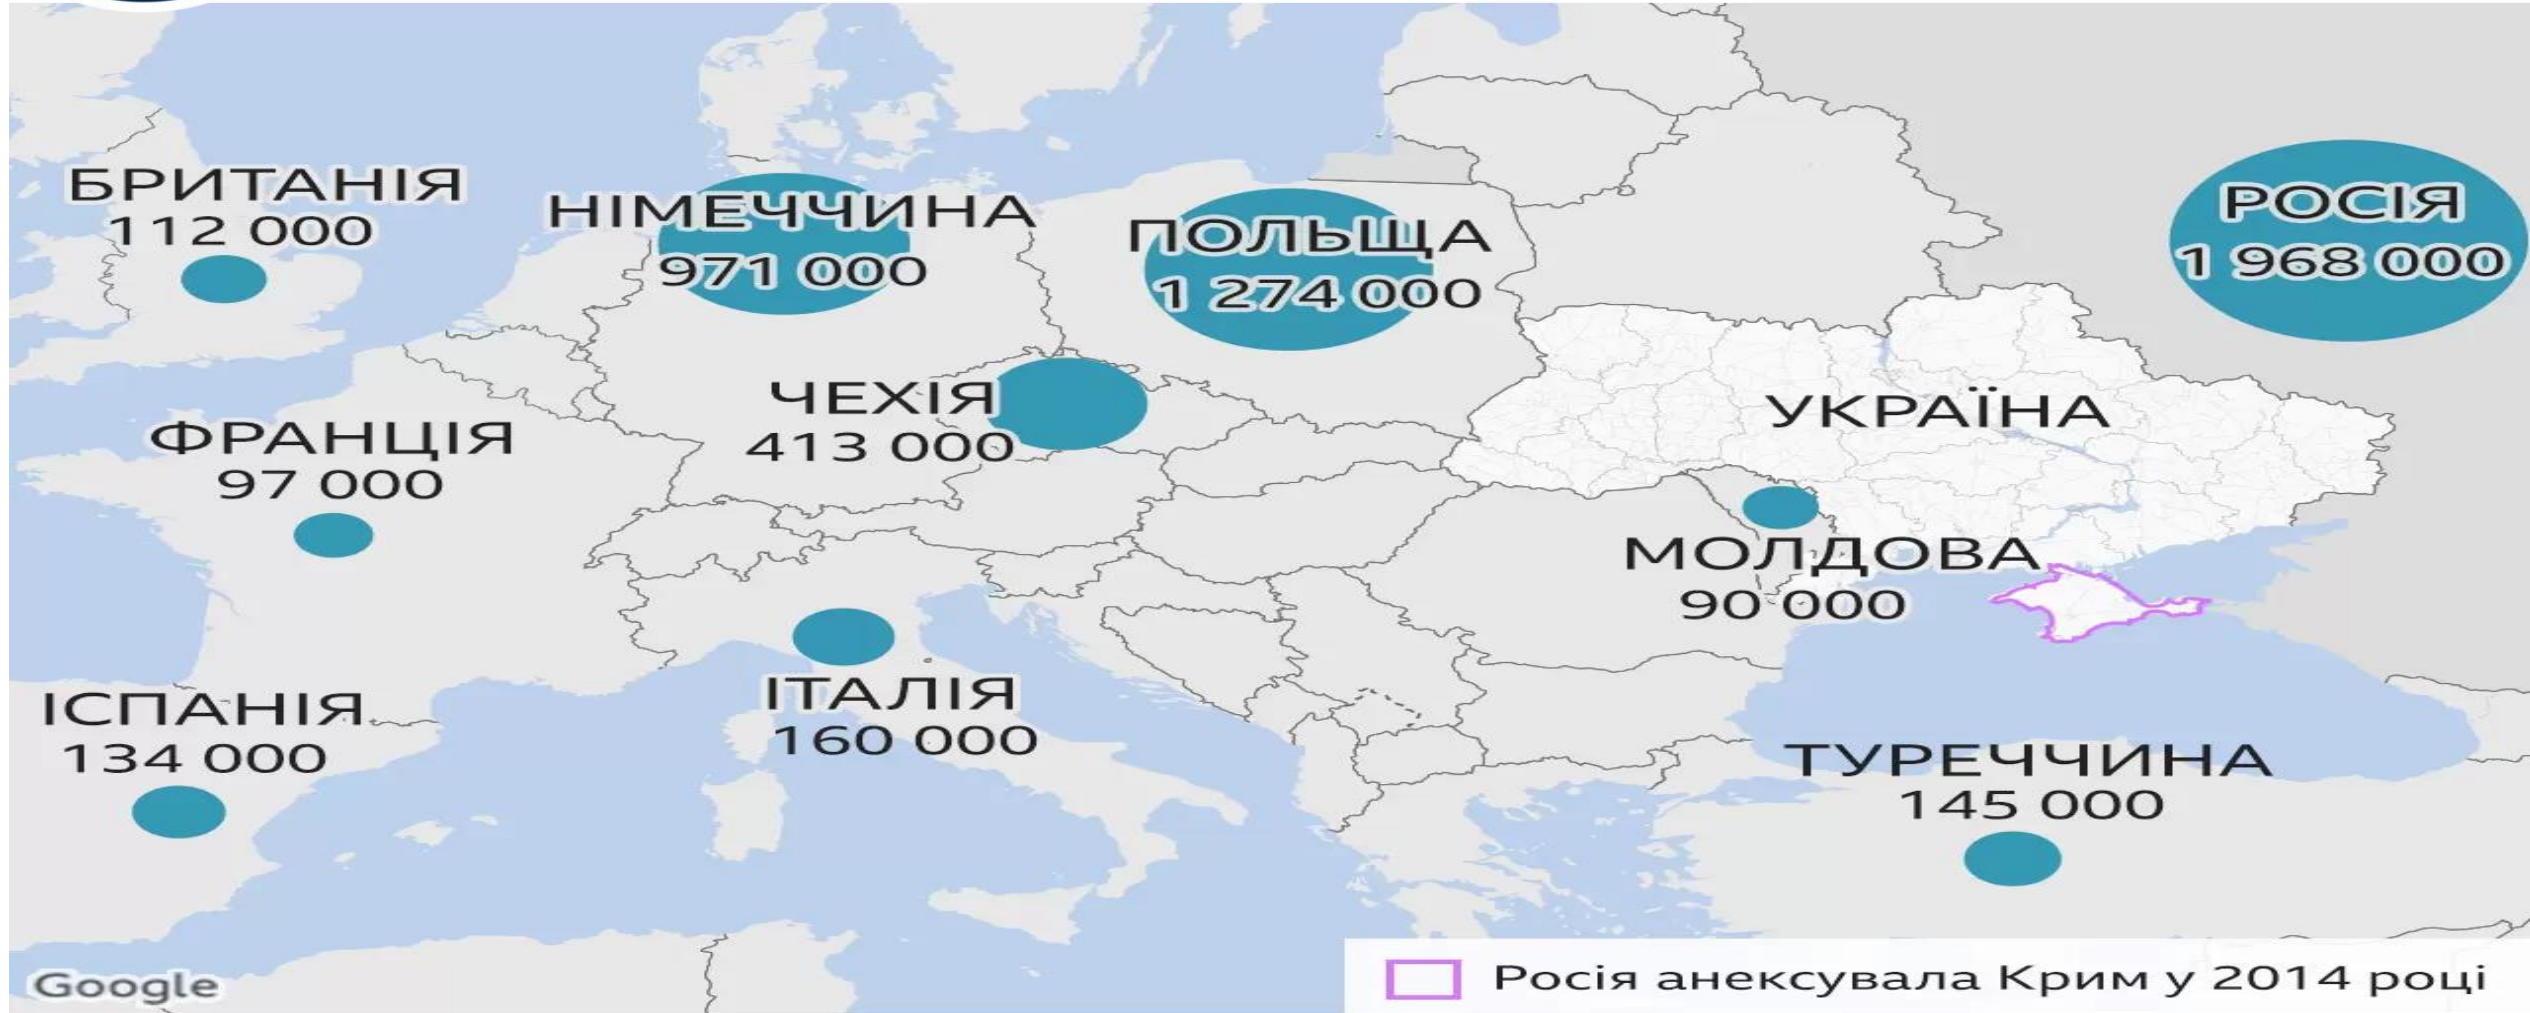 БРИТАНІЯ
112 000
НІМЕЧЧИНА
971 000
ПОЛЬЩА
1 274 000
РОСІЯ
1 968 000
ЧЕХІЯ
413 000
УКРАЇНА
ФРАНЦІЯ
97 000
МОЛДОВА
90 000
ІСПАНІЯ
134 000
ІТАЛІЯ
160 000
ТУРЕЧЧИНА
145 000
Google
Росія анексувала Крим у 2014 році